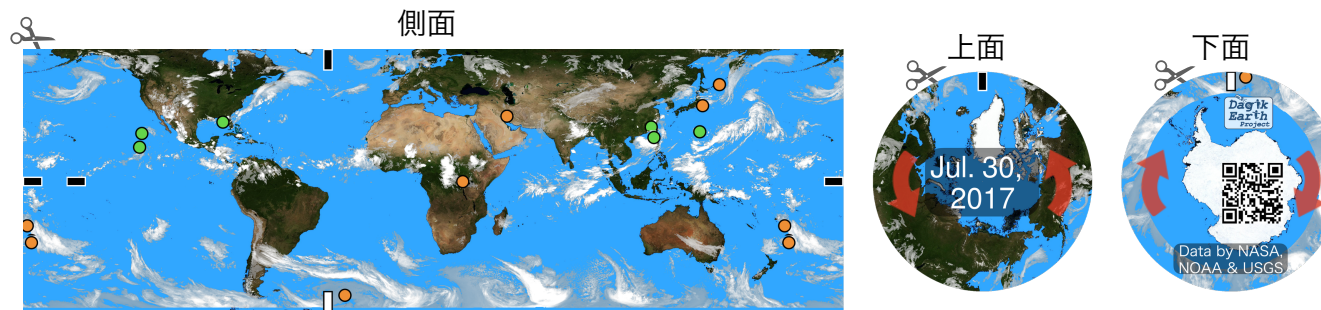 側面
上面
下面
Jul. 30,
2017
Dagik
Earth
Project
Data by NASA,
NOAA & USGS